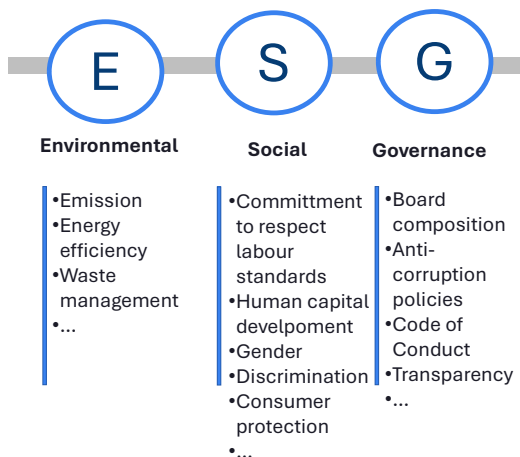 E
S
G
Environmental
Social
Governance
•Emission
•Energy
efficiency
•Waste
management
•...
•Committment
to respect
labour
standards
•Human capital
develpoment
•Gender
•Discrimination
•Consumer
protection
•...
•Board
composition
•Anti-
corruption
policies
•Code of
Conduct
•Transparency
•...